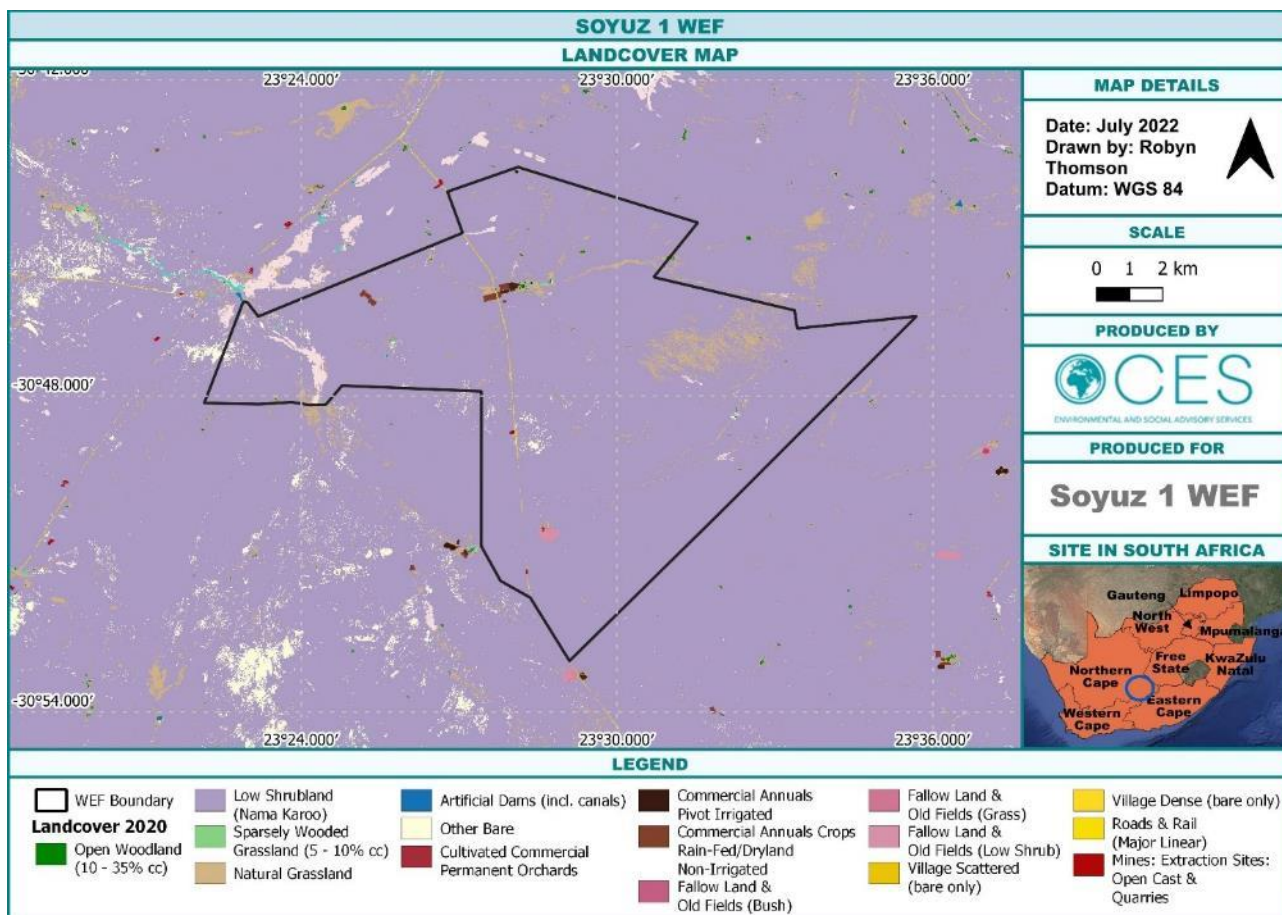 SOYUZ 1 WEF
LANDCOVER MAP
23°24.000'
23°30.000'
23°36.000'
-30°48.000'
-30°54.000'
23°24.000'
23°30.000'
23°36.000'
MAP DETAILS
Date: July 2022
Drawn by: Robyn
Thomson
Datum: WGS 84
SCALE
0 1 2 km
PRODUCED BY
CES
ENVIRONMENTAL AND SOCIAL ADVISORY SERVICES
PRODUCED FOR
Soyuz 1 WEF
SITE IN SOUTH AFRICA
Limpopo
Gauteng
North
West
Mpumalanga
Free
State
KwaZulu
Natal
Northern
Cape
Eastern
Cape
Western
Cape
LEGEND
WEF Boundary
Landcover 2020
Open Woodland
(10 - 35% cc)
Low Shrubland
(Nama Karoo)
Sparsely Wooded
Grassland (5 - 10% cc)
Natural Grassland
Artificial Dams (incl. canals)
Other Bare
Cultivated Commercial
Permanent Orchards
Commercial Annuals
Pivot Irrigated
Commercial Annuals Crops
Rain-Fed/Dryland
Non-Irrigated
Fallow Land &
Old Fields (Bush)
Fallow Land &
Old Fields (Grass)
Fallow Land &
Old Fields (Low Shrub)
Village Scattered
(bare only)
Village Dense (bare only)
Roads & Rail
(Major Linear)
Mines: Extraction Sites:
Open Cast &
Quarries